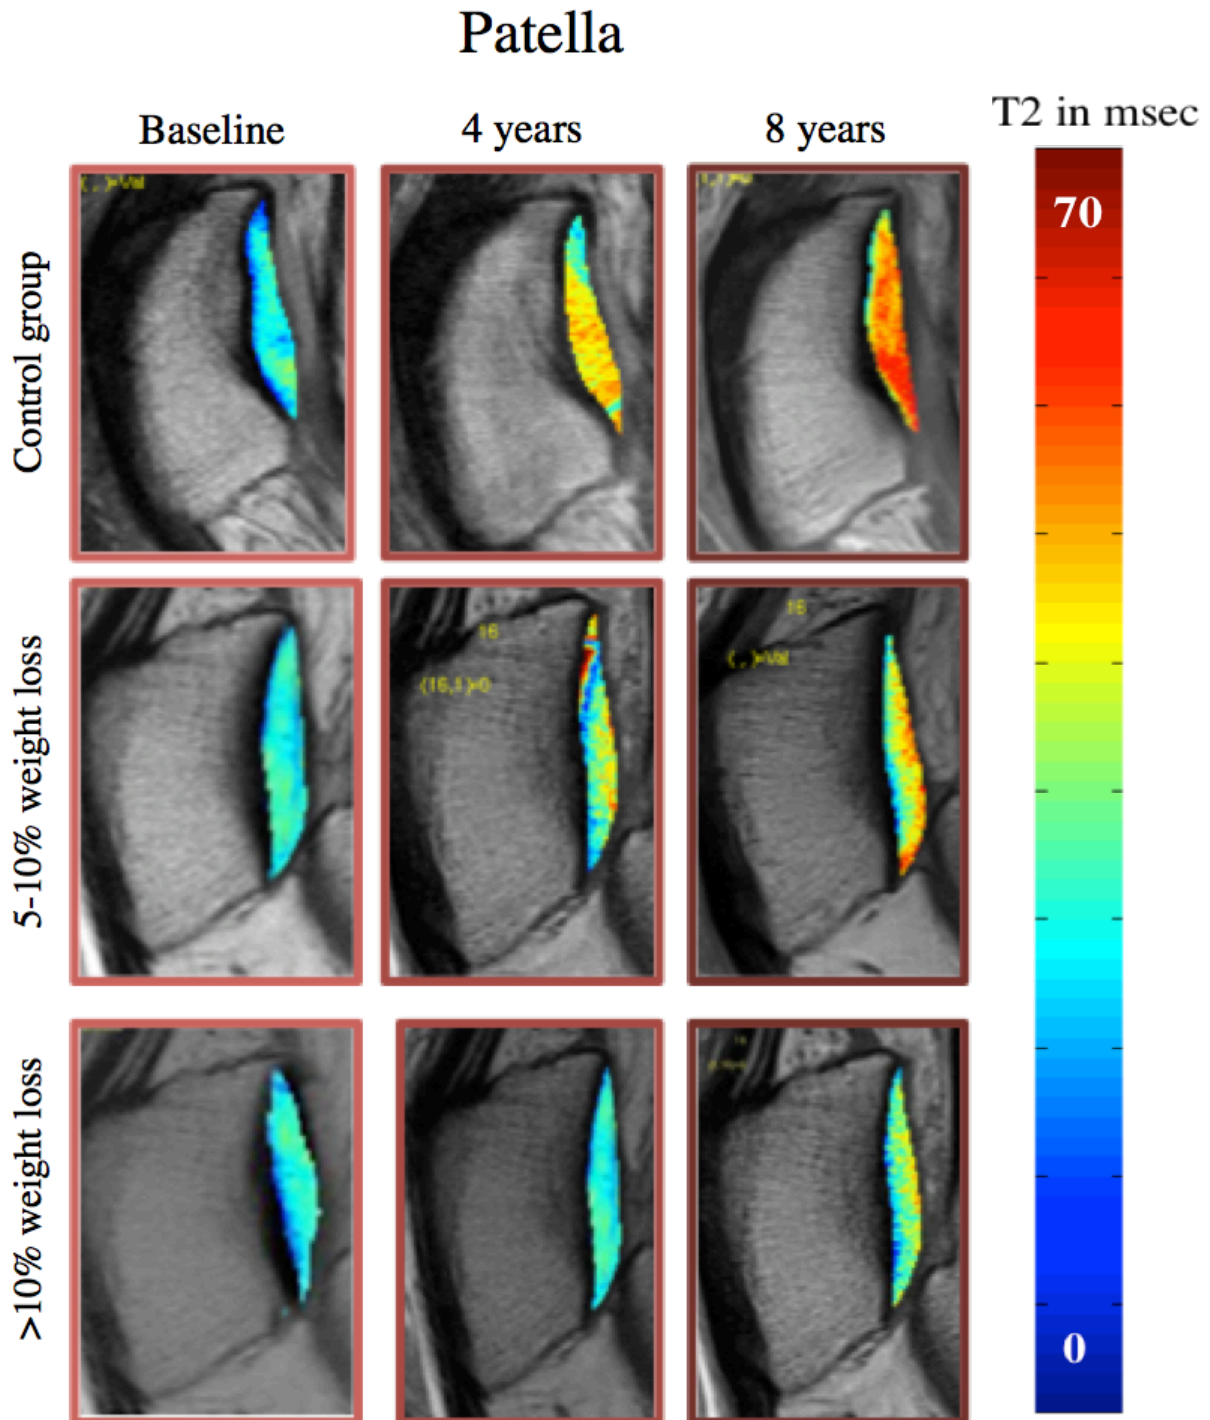 Patella
Baseline
4 years
8 years
T2 in msec
Control group
5-10% weight loss
>10% weight loss
70
0
16
(16,1)=0
16